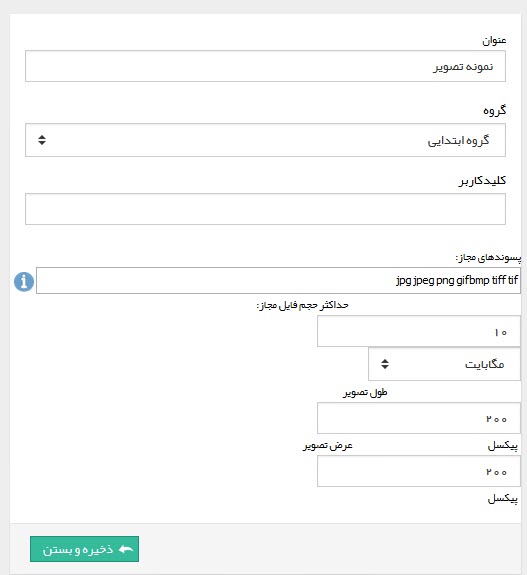 عنوان
نمونه تصویر
گروه
گروه ابتدایی
کلیدکاربر
پسوندهای مجاز:
jpg jpeg png gifbmp tiff tif
حداکثر حجم فایل مجاز:
۱۰
مگابایت
طول تصویر
۲۰۰
پیکسل
عرض تصویر
۲۰۰
پیکسل
ذخیره و بستن